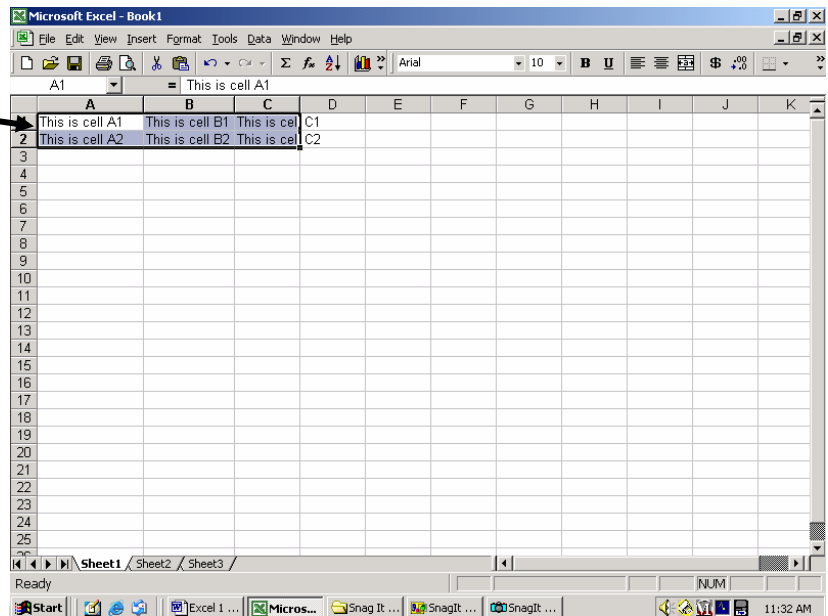 Microsoft Excel - Book1
File Edit View Insert Format Tools Data Window Help
Σ fx Arial 10 B U $ .00
A1 = This is cell A1
A B C D E F G H I J K
This is cell A1 This is cell B1 This is cel C1
2 This is cell A2 This is cell B2 This is cel C2
3
4
5
6
7
8
9
10
11
12
13
14
15
16
17
18
19
20
21
22
23
24
25
Sheet1 Sheet2 Sheet3
Ready NUM
Start Excel 1 ... Micros... Snag It ... SnagIt ... SnagIt ... 11:32 AM